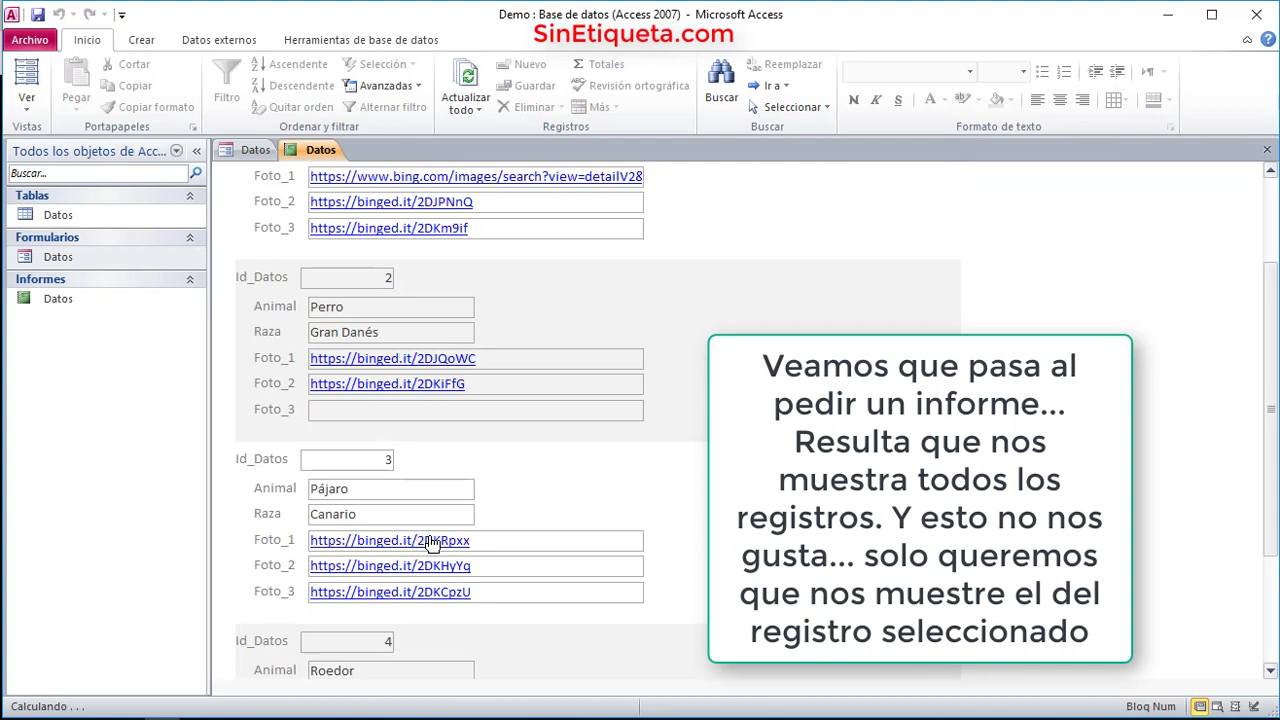 Demo : Base de datos (Access 2007) - Microsoft Access
SinEtiqueta.com
Archivo Inicio Crear Datos externos Herramientas de base de datos
Ver
Vistas
Pegar
Cortar
Copiar
Copiar formato
Portapapeles
Filtro
Ascendente
Descendente
Quitar orden
Selección
Avanzadas
Alternar filtro
Ordenar y filtrar
Actualizar todo
Nuevo
Guardar
Eliminar
Totales
Revisión ortográfica
Más
Registros
Buscar
Reemplazar
Ir a
Seleccionar
Buscar
N K S A
Formato de texto
Todos los objetos de Acc...
Buscar...
Tablas
Datos
Formularios
Datos
Informes
Datos
Datos Datos
Foto_1 https://www.bing.com/images/search?view=detailV2&
Foto_2 https://binged.it/2DJPNnQ
Foto_3 https://binged.it/2DKm9if
Id_Datos 2
Animal Perro
Raza Gran Danés
Foto_1 https://binged.it/2DJQoWC
Foto_2 https://binged.it/2DKiFfG
Foto_3
Id_Datos 3
Animal Pájaro
Raza Canario
Foto_1 https://binged.it/2DKRpxx
Foto_2 https://binged.it/2DKHyYq
Foto_3 https://binged.it/2DKCpzU
Id_Datos 4
Animal Roedor
Veamos que pasa al
pedir un informe...
Resulta que nos
muestra todos los
registros. Y esto no nos
gusta... solo queremos
que nos muestre el del
registro seleccionado
Calculando . . .
Bloq Num